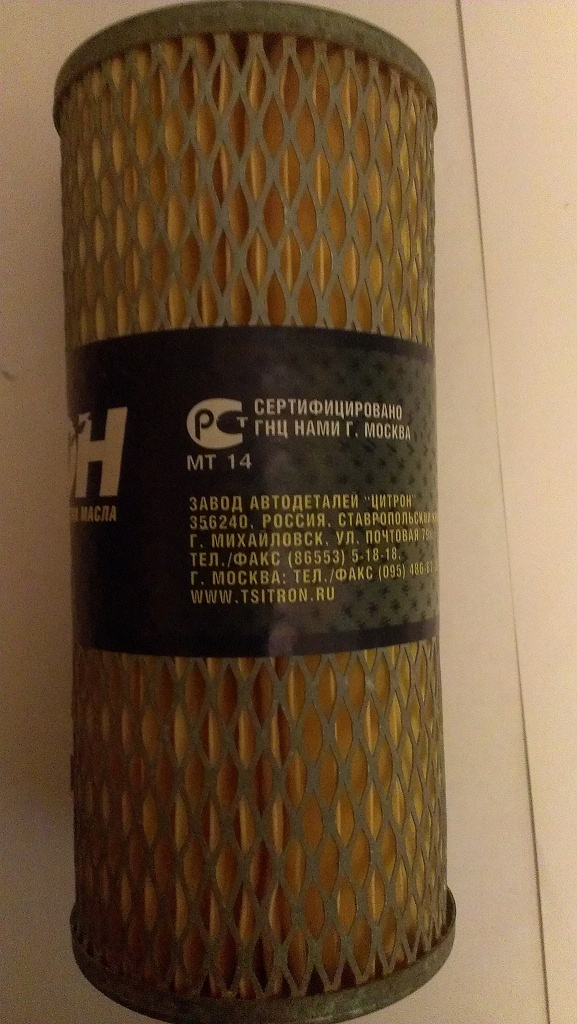 Н
МАСЛА
РСТ
СЕРТИФИЦИРОВАНО
ГНЦ НАМИ Г. МОСКВА
МТ 14
ЗАВОД АВТОДЕТАЛЕЙ "ЦИТРОН"
356240, РОССИЯ, СТАВРОПОЛЬСКИЙ
Г. МИХАЙЛОВСК, УЛ. ПОЧТОВАЯ
ТЕЛ./ФАКС (86553) 5-18-18.
Г. МОСКВА: ТЕЛ./ФАКС (095)
WWW.TSITRON.RU